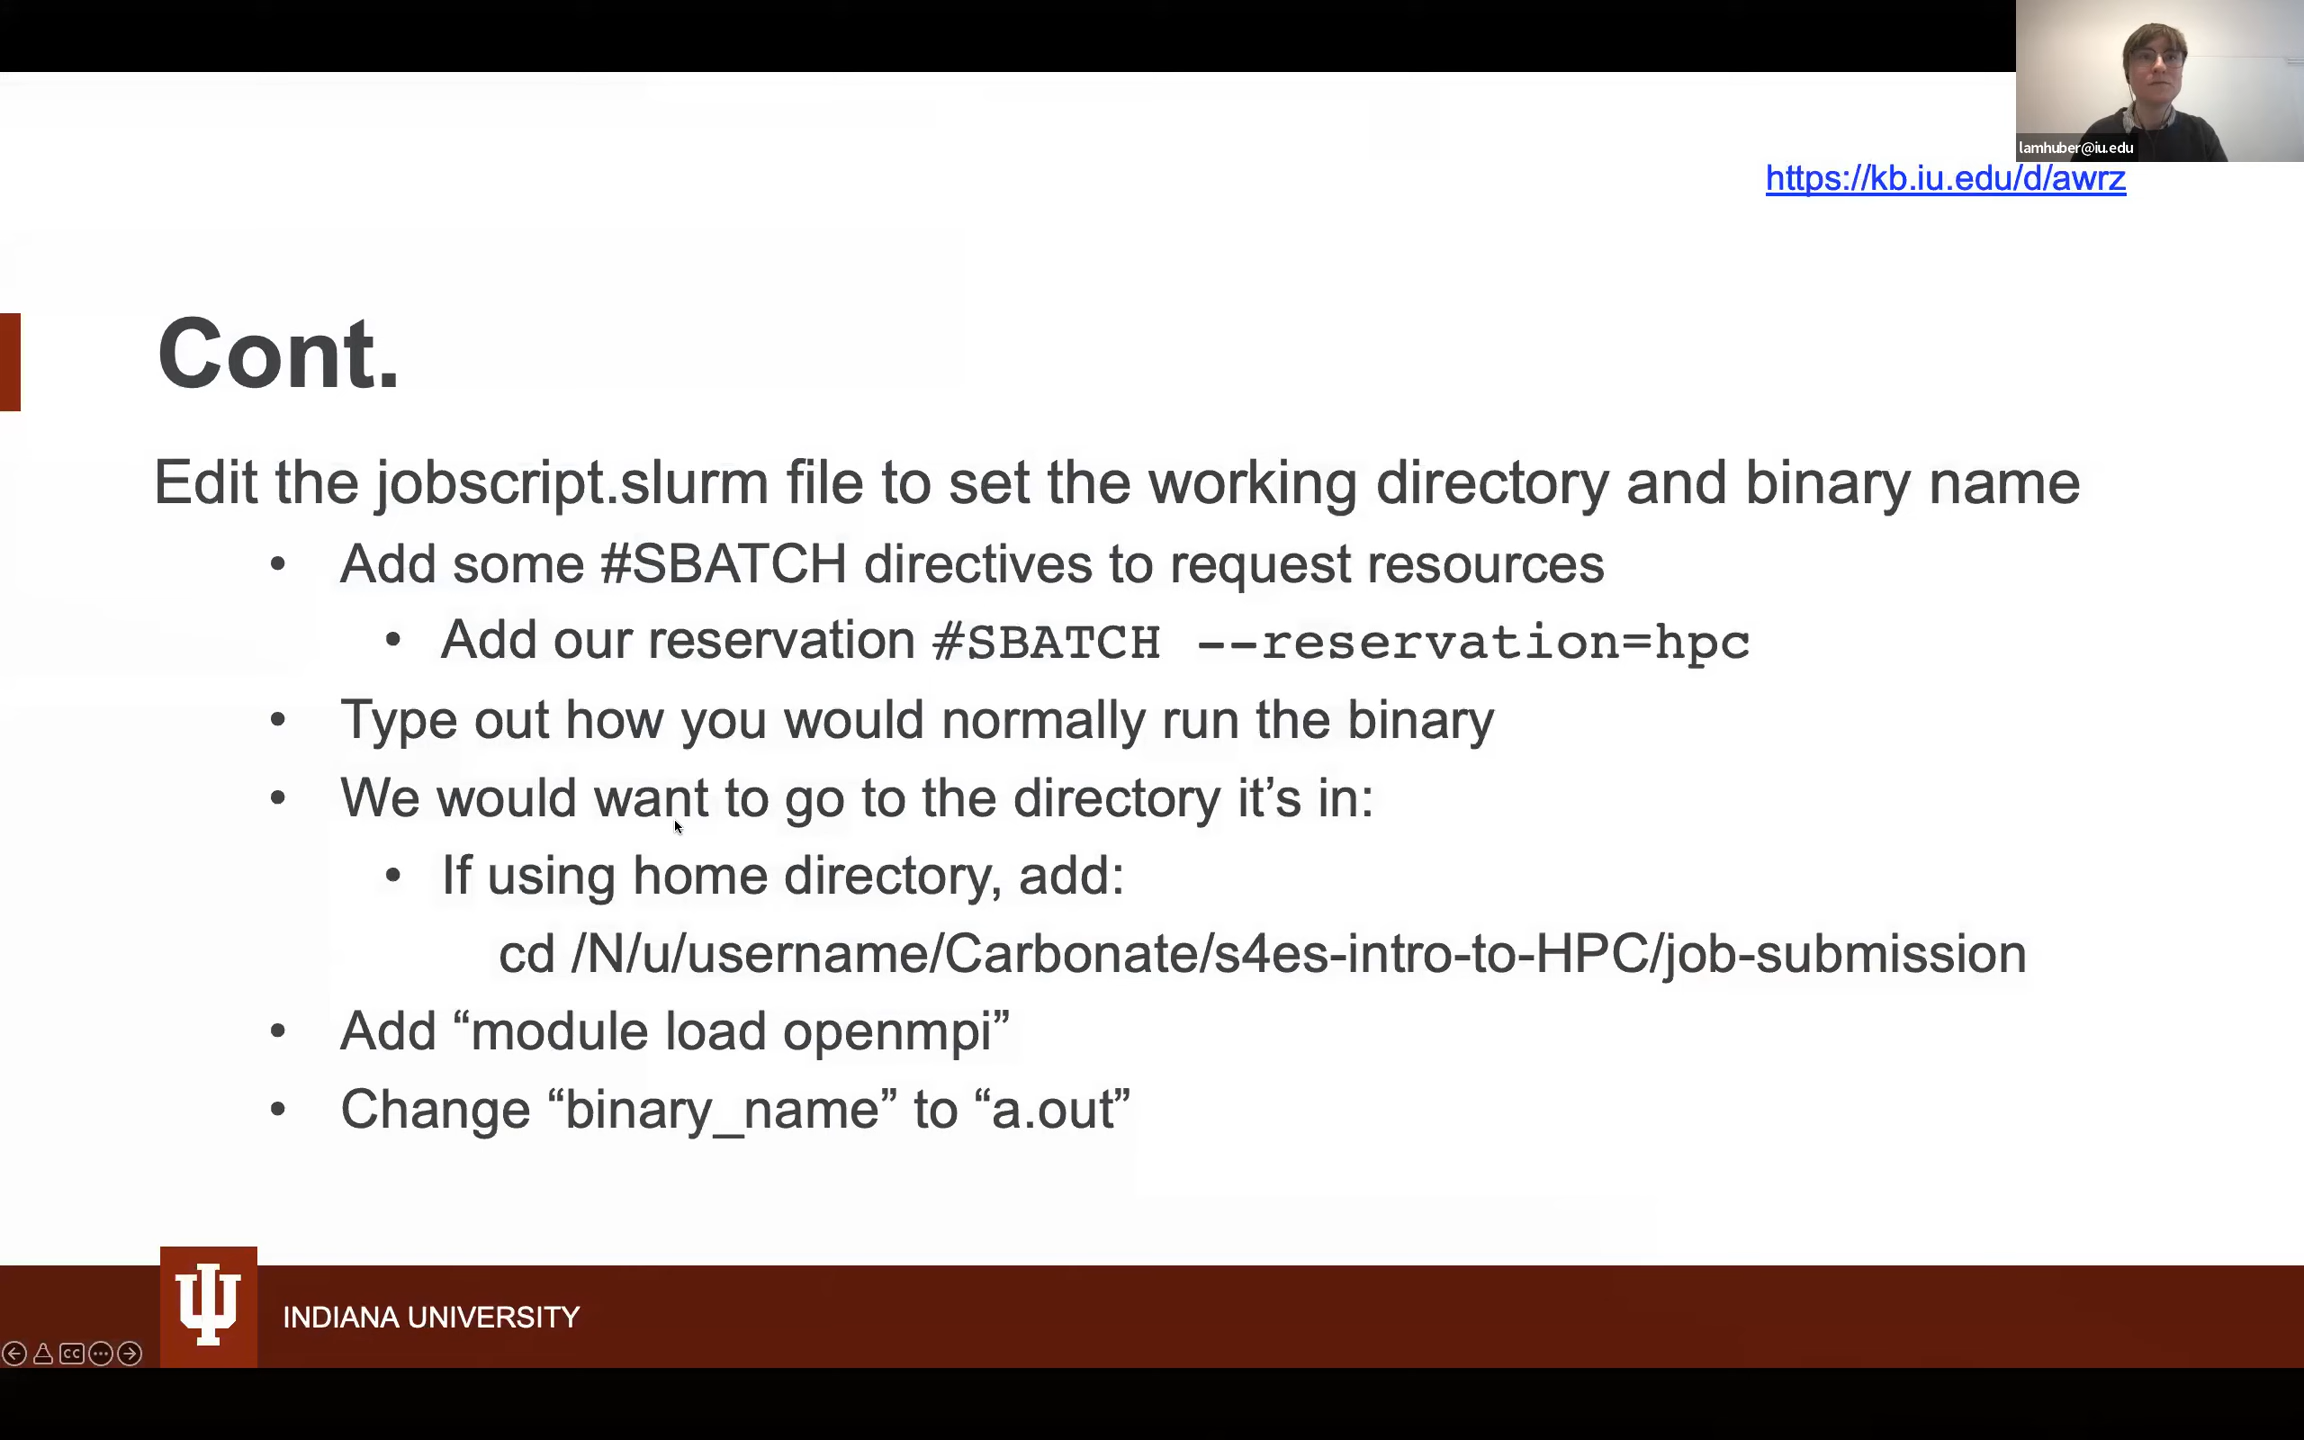 lamhuber@iu.edu
https://kb.iu.edu/d/awrz
Cont.
Edit the jobscript.slurm file to set the working directory and binary name
• Add some #SBATCH directives to request resources
• Add our reservation #SBATCH --reservation=hpc
• Type out how you would normally run the binary
• We would want to go to the directory it’s in:
• If using home directory, add:
cd /N/u/username/Carbonate/s4es-intro-to-HPC/job-submission
• Add “module load openmpi”
• Change “binary_name” to “a.out”
INDIANA UNIVERSITY
CC